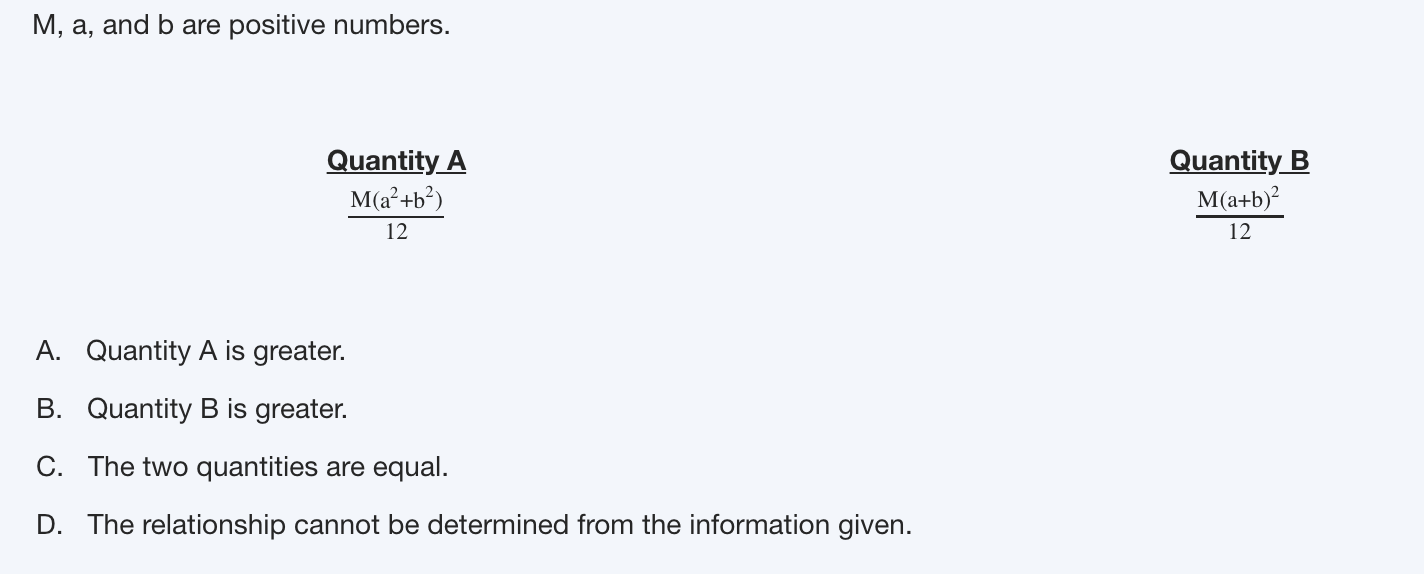 M, a, and b are positive numbers.
Quantity A Quantity B
M(a²+b²) M(a+b)²
12 12
A. Quantity A is greater.
B. Quantity B is greater.
C. The two quantities are equal.
D. The relationship cannot be determined from the information given.